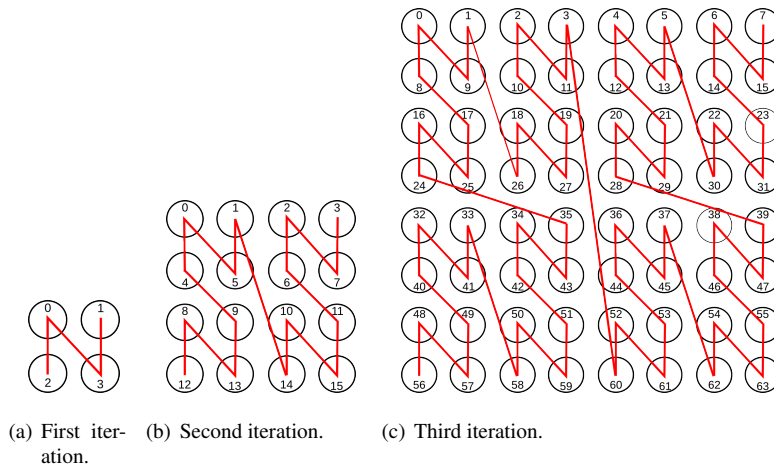 0 1
2 3
0 1 2 3
4 5 6 7
8 9 10 11
12 13 14 15
0 1 2 3 4 5 6 7
8 9 10 11 12 13 14 15
16 17 18 19 20 21 22 23
24 25 26 27 28 29 30 31
32 33 34 35 36 37 38 39
40 41 42 43 44 45 46 47
48 49 50 51 52 53 54 55
56 57 58 59 60 61 62 63
(a) First iter-
ation.
(b) Second iteration.
(c) Third iteration.